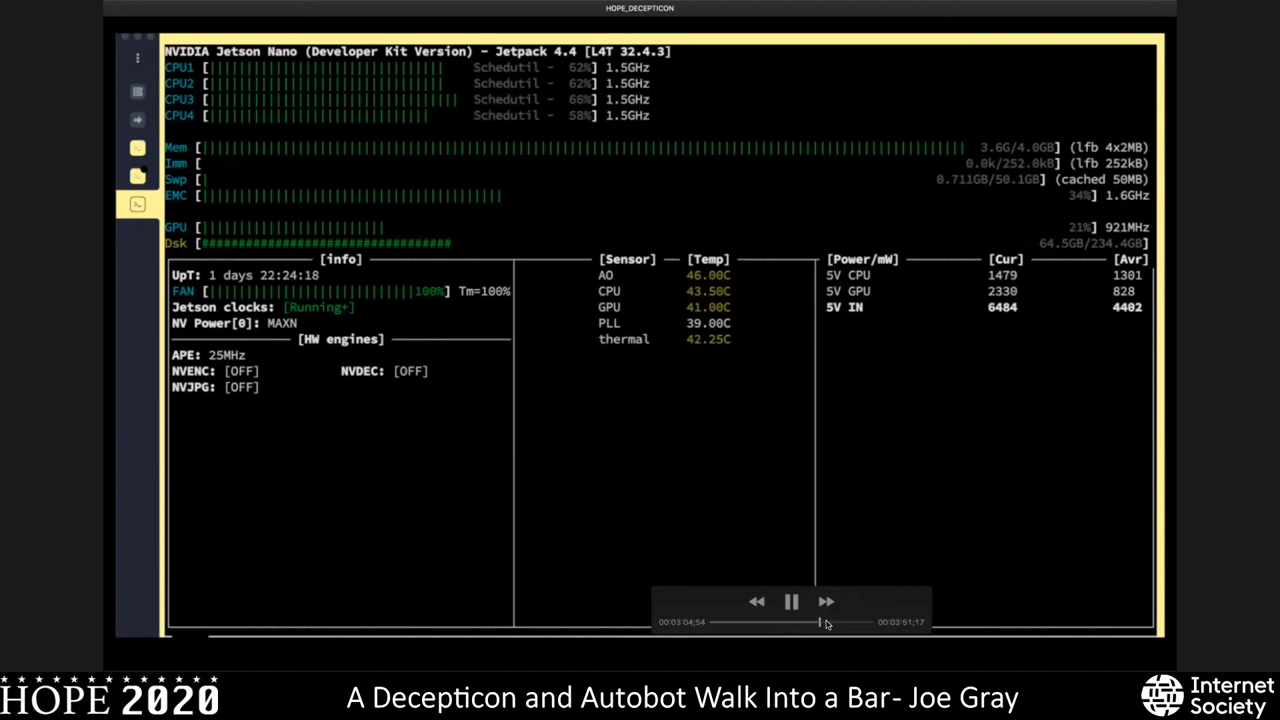 HOPE_DECEPTICON
NVIDIA Jetson Nano (Developer Kit Version) - Jetpack 4.4 [L4T 32.4.3]
CPU1 [ Schedutil - 62%] 1.5GHz
CPU2 [ Schedutil - 62%] 1.5GHz
CPU3 [ Schedutil - 66%] 1.5GHz
CPU4 [ Schedutil - 58%] 1.5GHz
Mem [ 3.6G/4.0GB] (lfb 4x2MB)
Imm [ 0.0k/252.0kB] (lfb 252kB)
Swp [ 0.711GB/50.1GB] (cached 50MB)
EMC [ 34%] 1.6GHz
GPU [ 21%] 921MHz
Dsk [################################# 64.5GB/234.4GB]
[info] [Sensor] [Temp] [Power/mW] [Cur] [Avr]
UpT: 1 days 22:24:18 AO 46.00C 5V CPU 1479 1301
FAN [ 100%] Tm=100% CPU 43.50C 5V GPU 2330 828
Jetson clocks: [Running+] GPU 41.00C 5V IN 6484 4402
NV Power[0]: MAXN PLL 39.00C
[HW engines] thermal 42.25C
APE: 25MHz
NVENC: [OFF] NVDEC: [OFF]
NVJPG: [OFF]
00:03:04;54 00:03:51;17
HOPE 2020 A Decepticon and Autobot Walk Into a Bar- Joe Gray
Internet
Society